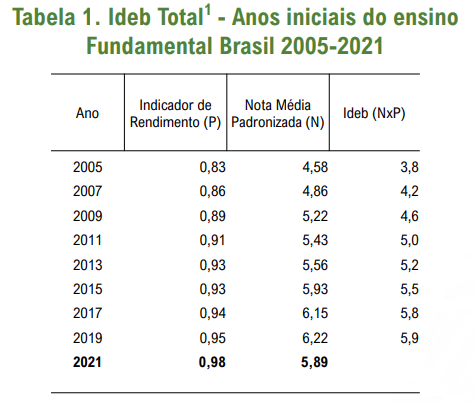 Tabela 1. Ideb Total¹ - Anos iniciais do ensino
Fundamental Brasil 2005-2021
Ano Indicador de Rendimento (P) Nota Média Padronizada (N) Ideb (NxP)
2005 0,83 4,58 3,8
2007 0,86 4,86 4,2
2009 0,89 5,22 4,6
2011 0,91 5,43 5,0
2013 0,93 5,56 5,2
2015 0,93 5,93 5,5
2017 0,94 6,15 5,8
2019 0,95 6,22 5,9
2021 0,98 5,89